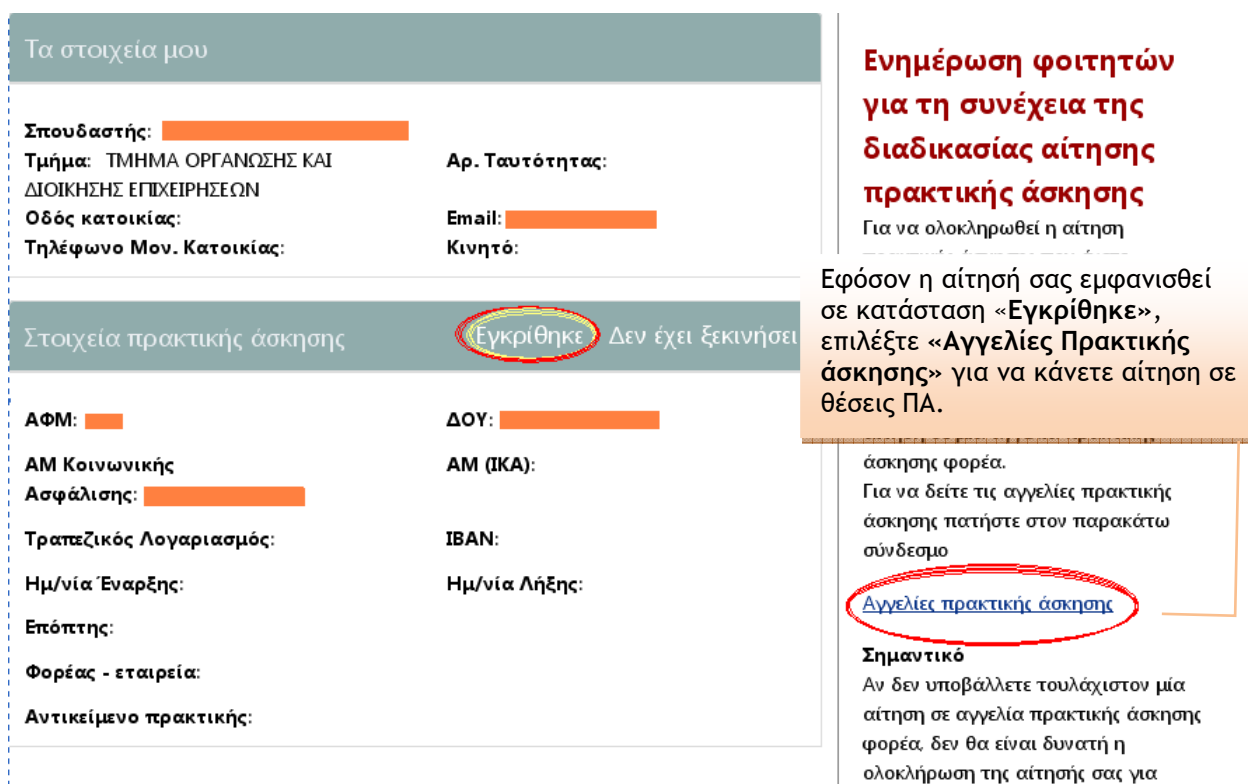 Τα στοιχεία μου
Σπουδαστής:
Τμήμα: ΤΜΗΜΑ ΟΡΓΑΝΩΣΗΣ ΚΑΙ
ΔΙΟΙΚΗΣΗΣ ΕΠΙΧΕΙΡΗΣΕΩΝ
Αρ. Ταυτότητας:
Οδός κατοικίας:
Email:
Τηλέφωνο Μον. Κατοικίας:
Κινητό:
Στοιχεία πρακτικής άσκησης
Εγκρίθηκε
Δεν έχει ξεκινήσει
ΑΦΜ:
ΔΟΥ:
ΑΜ Κοινωνικής
Ασφάλισης:
ΑΜ (ΙΚΑ):
Τραπεζικός Λογαριασμός:
IBAN:
Ημ/νία Έναρξης:
Ημ/νία Λήξης:
Επόπτης:
Φορέας - εταιρεία:
Αντικείμενο πρακτικής:
Ενημέρωση φοιτητών
για τη συνέχεια της
διαδικασίας αίτησης
πρακτικής άσκησης
Για να ολοκληρωθεί η αίτηση
Εφόσον η αίτησή σας εμφανισθεί
σε κατάσταση «Εγκρίθηκε»,
επιλέξτε «Αγγελίες Πρακτικής
άσκησης» για να κάνετε αίτηση σε
θέσεις ΠΑ.
άσκησης φορέα.
Για να δείτε τις αγγελίες πρακτικής
άσκησης πατήστε στον παρακάτω
σύνδεσμο
Αγγελίες πρακτικής άσκησης
Σημαντικό
Αν δεν υποβάλλετε τουλάχιστον μία
αίτηση σε αγγελία πρακτικής άσκησης
φορέα, δεν θα είναι δυνατή η
ολοκλήρωση της αίτησής σας για